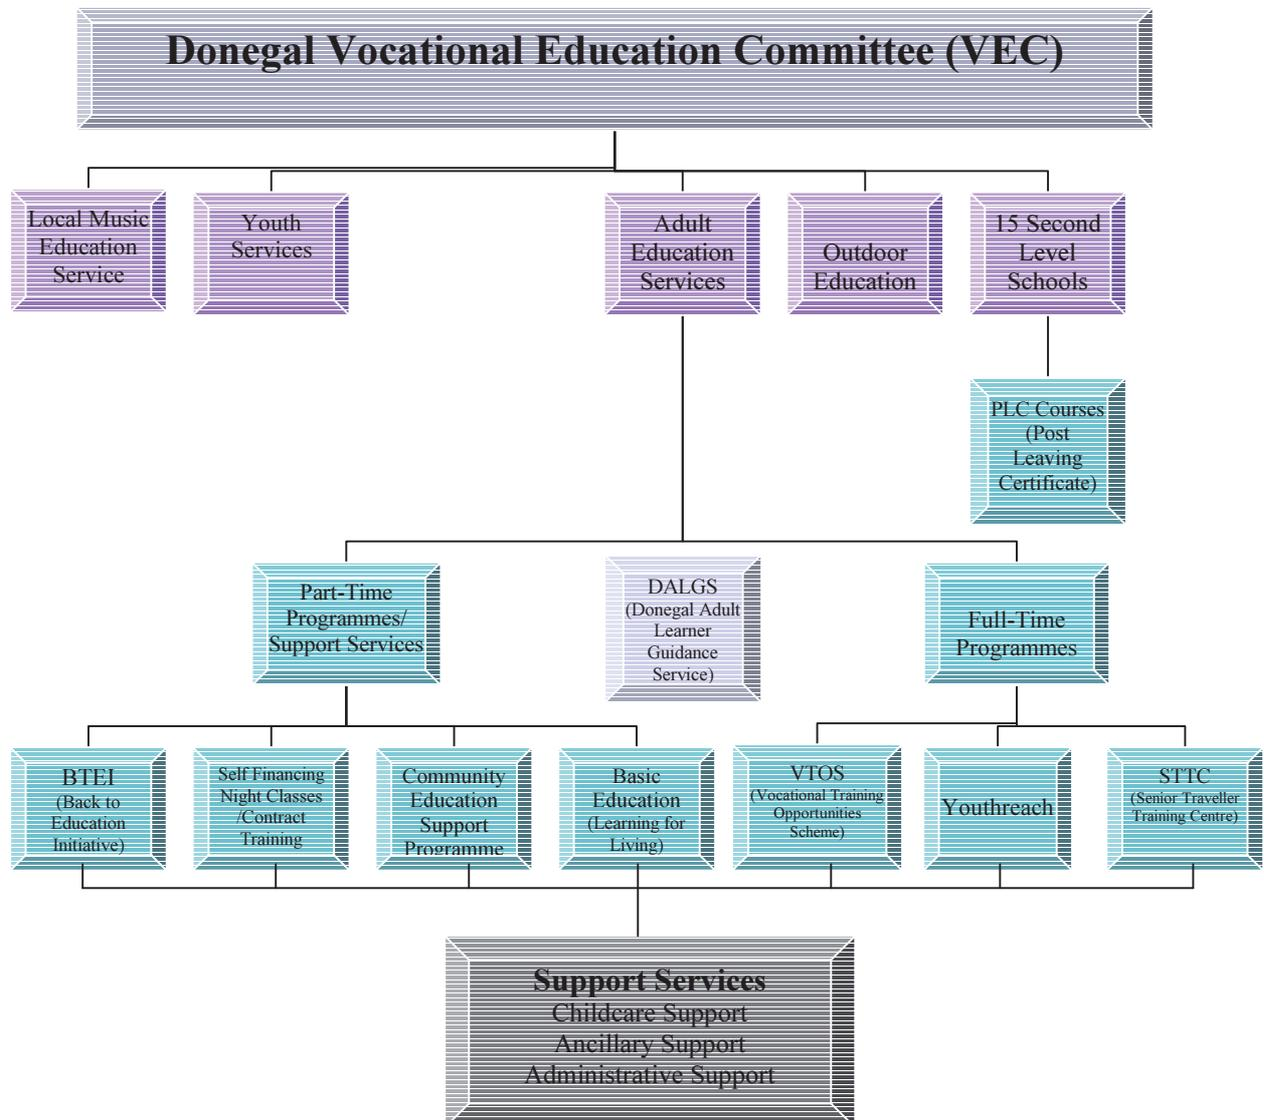 Donegal Vocational Education Committee (VEC)
Local Music
Education
Service
Youth
Services
Adult
Education
Services
Outdoor
Education
15 Second
Level
Schools
PLC Courses
(Post
Leaving
Certificate)
Part-Time
Programmes/
Support Services
DALGS
(Donegal Adult
Learner
Guidance
Service)
Full-Time
Programmes
BTEI
(Back to
Education
Initiative)
Self Financing
Night Classes
/Contract
Training
Community
Education
Support
Programme
Basic
Education
(Learning for
Living)
VTOS
(Vocational Training
Opportunities
Scheme)
Youthreach
STTC
(Senior Traveller
Training Centre)
Support Services
Childcare Support
Ancillary Support
Administrative Support